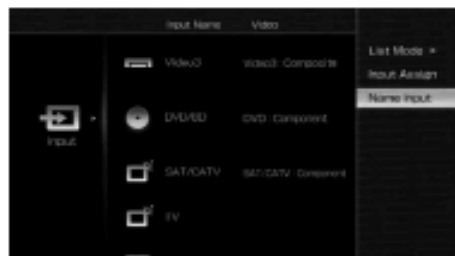 Input Name Video
Video3 Video3: Composite
DVD/BD DVD: Component
SAT/CATV SAT/CATV: Component
TV
Input
List Mode
Input Assign
Name Input